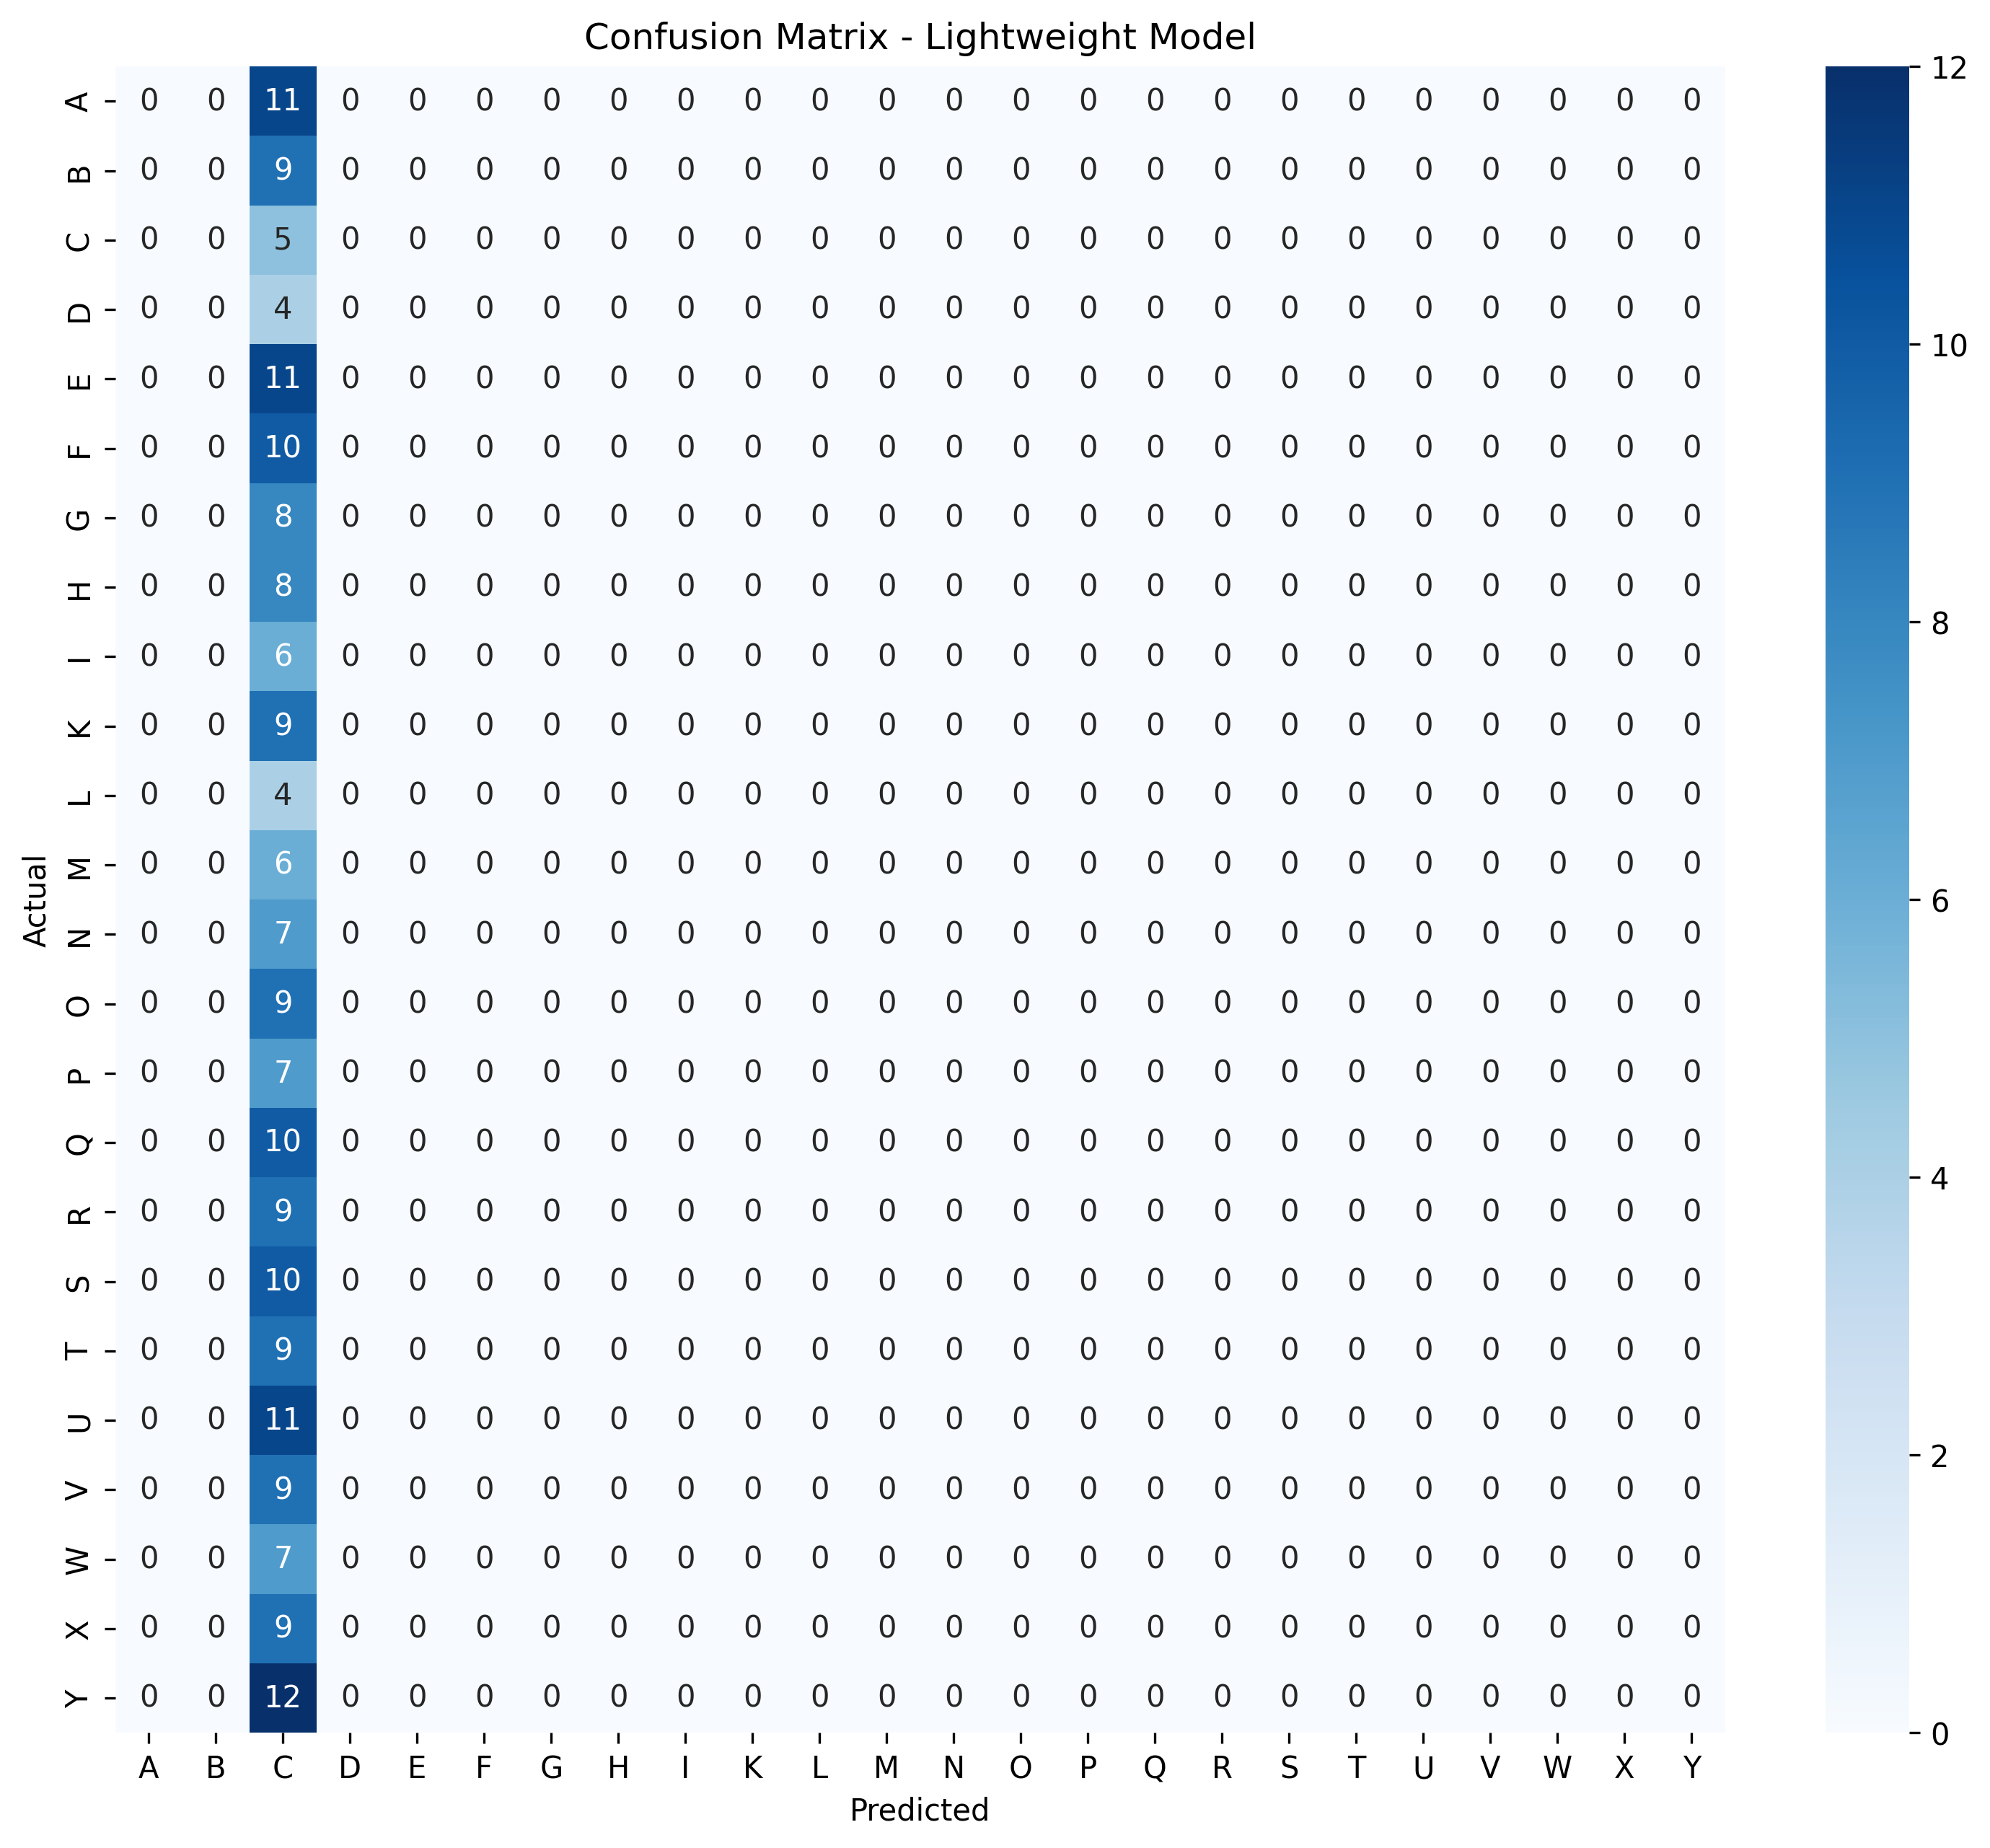 Confusion Matrix - Lightweight Model
A 0 0 11 0 0 0 0 0 0 0 0 0 0 0 0 0 0 0 0 0 0 0 0 0
B 0 0 9 0 0 0 0 0 0 0 0 0 0 0 0 0 0 0 0 0 0 0 0 0
C 0 0 5 0 0 0 0 0 0 0 0 0 0 0 0 0 0 0 0 0 0 0 0 0
D 0 0 4 0 0 0 0 0 0 0 0 0 0 0 0 0 0 0 0 0 0 0 0 0
E 0 0 11 0 0 0 0 0 0 0 0 0 0 0 0 0 0 0 0 0 0 0 0 0
F 0 0 10 0 0 0 0 0 0 0 0 0 0 0 0 0 0 0 0 0 0 0 0 0
G 0 0 8 0 0 0 0 0 0 0 0 0 0 0 0 0 0 0 0 0 0 0 0 0
H 0 0 8 0 0 0 0 0 0 0 0 0 0 0 0 0 0 0 0 0 0 0 0 0
I 0 0 6 0 0 0 0 0 0 0 0 0 0 0 0 0 0 0 0 0 0 0 0 0
K 0 0 9 0 0 0 0 0 0 0 0 0 0 0 0 0 0 0 0 0 0 0 0 0
L 0 0 4 0 0 0 0 0 0 0 0 0 0 0 0 0 0 0 0 0 0 0 0 0
M 0 0 6 0 0 0 0 0 0 0 0 0 0 0 0 0 0 0 0 0 0 0 0 0
N 0 0 7 0 0 0 0 0 0 0 0 0 0 0 0 0 0 0 0 0 0 0 0 0
O 0 0 9 0 0 0 0 0 0 0 0 0 0 0 0 0 0 0 0 0 0 0 0 0
P 0 0 7 0 0 0 0 0 0 0 0 0 0 0 0 0 0 0 0 0 0 0 0 0
Q 0 0 10 0 0 0 0 0 0 0 0 0 0 0 0 0 0 0 0 0 0 0 0 0
R 0 0 9 0 0 0 0 0 0 0 0 0 0 0 0 0 0 0 0 0 0 0 0 0
S 0 0 10 0 0 0 0 0 0 0 0 0 0 0 0 0 0 0 0 0 0 0 0 0
T 0 0 9 0 0 0 0 0 0 0 0 0 0 0 0 0 0 0 0 0 0 0 0 0
U 0 0 11 0 0 0 0 0 0 0 0 0 0 0 0 0 0 0 0 0 0 0 0 0
V 0 0 9 0 0 0 0 0 0 0 0 0 0 0 0 0 0 0 0 0 0 0 0 0
W 0 0 7 0 0 0 0 0 0 0 0 0 0 0 0 0 0 0 0 0 0 0 0 0
X 0 0 9 0 0 0 0 0 0 0 0 0 0 0 0 0 0 0 0 0 0 0 0 0
Y 0 0 12 0 0 0 0 0 0 0 0 0 0 0 0 0 0 0 0 0 0 0 0 0
A B C D E F G H I K L M N O P Q R S T U V W X Y
Predicted
Actual
12
10
8
6
4
2
0